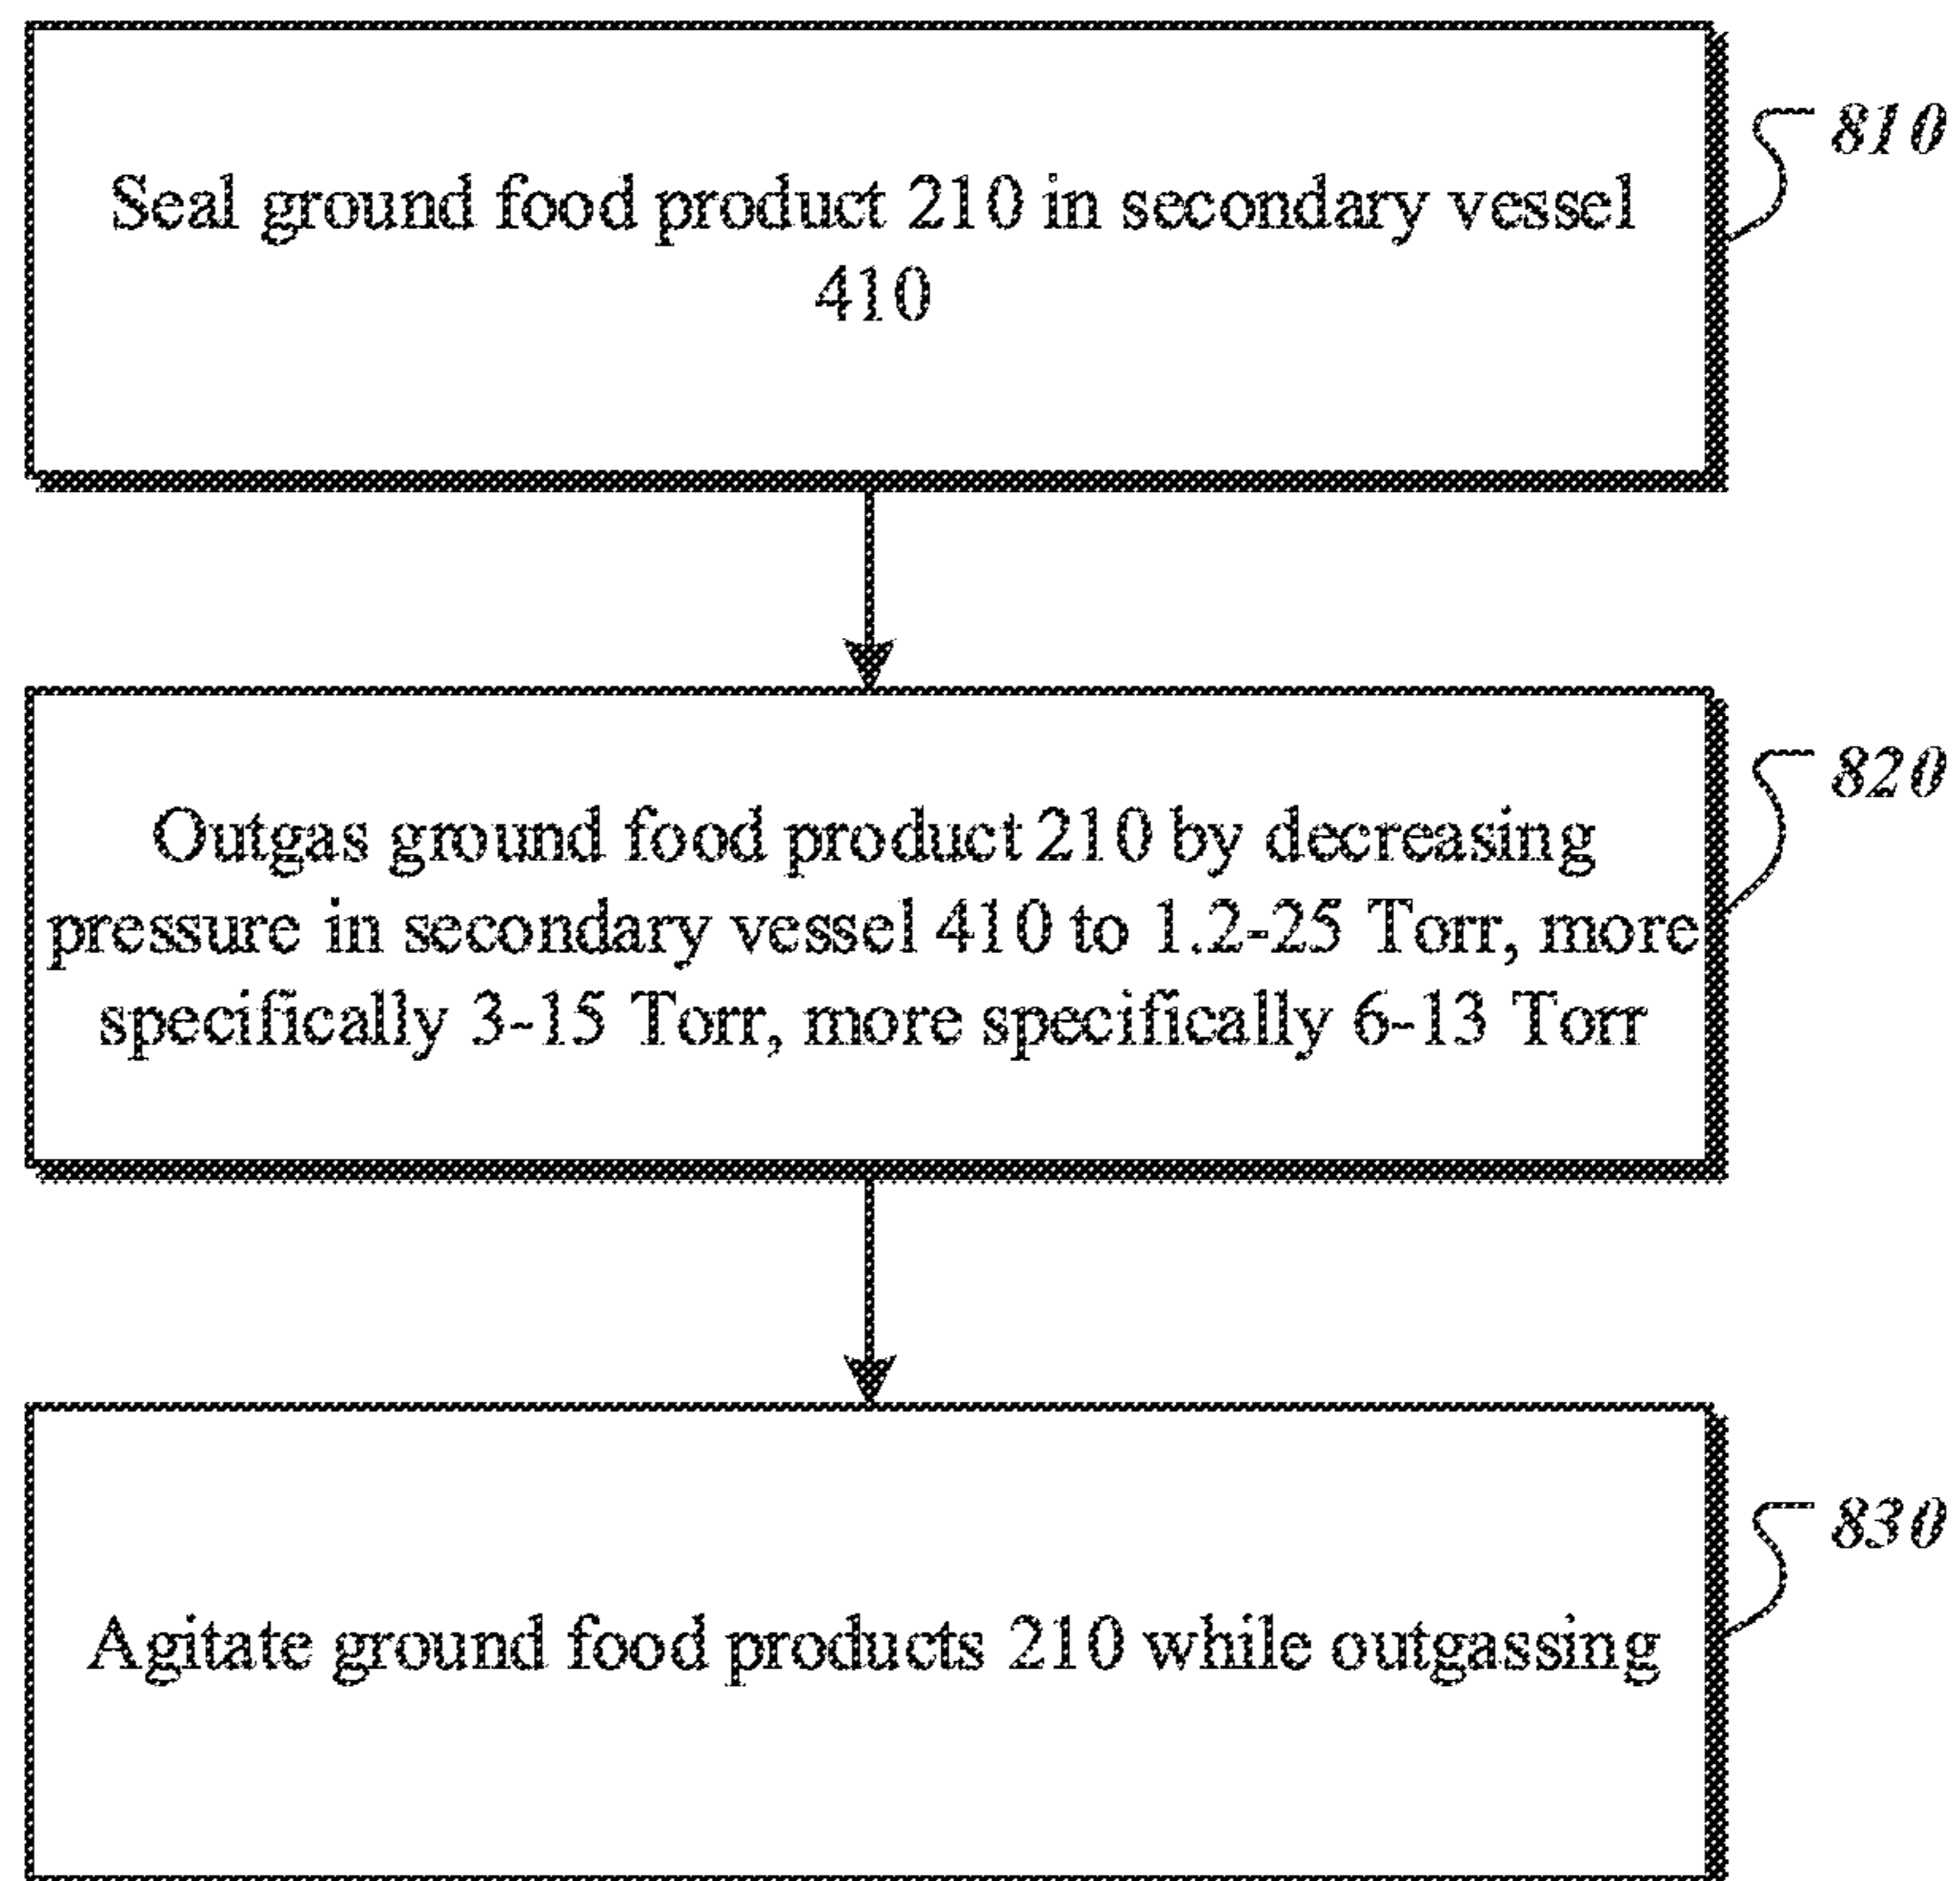 Seal ground food product 210 in secondary vessel
410
810
Outgas ground food product 210 by decreasing
pressure in secondary vessel 410 to 1.2-25 Torr, more
specifically 3-15 Torr, more specifically 6-13 Torr
820
Agitate ground food products 210 while outgassing
830